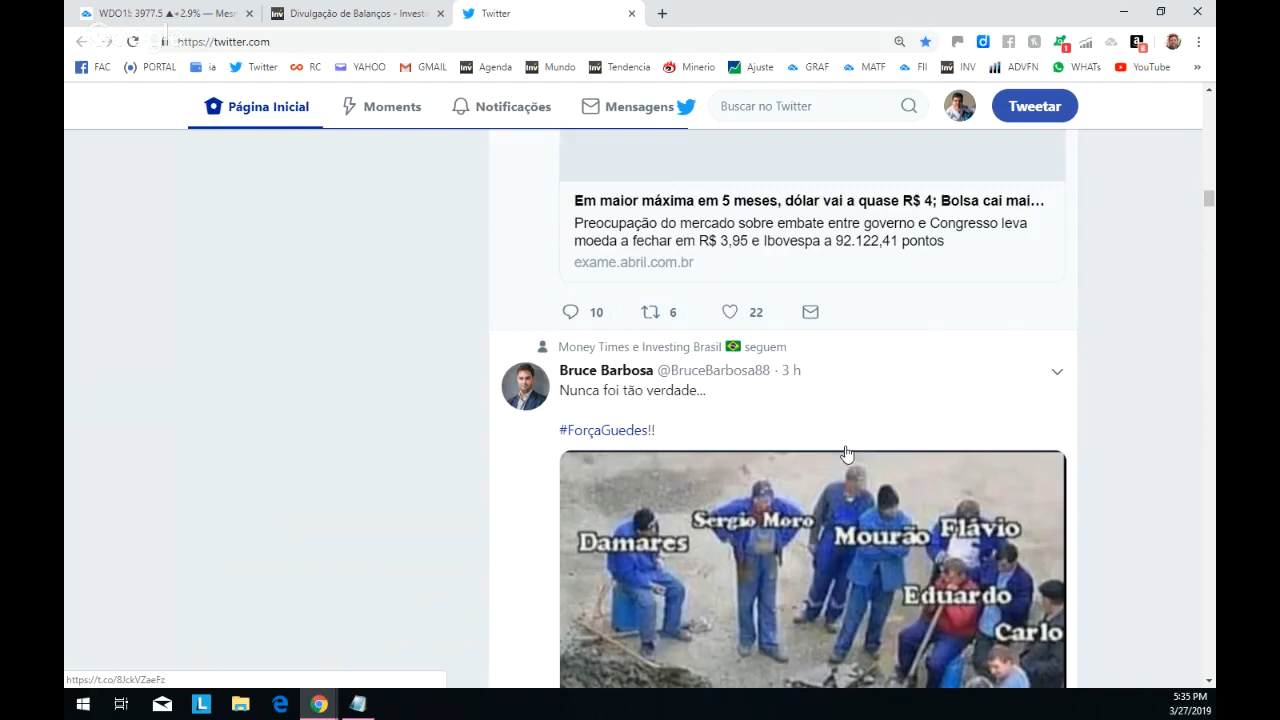 WDO1! 3977.5 ▲+2.9% — Mes
Divulgação de Balanços - Investi
Twitter
https://twitter.com
FAC
PORTAL
ia
Twitter
RC
YAHOO
GMAIL
Agenda
Mundo
Tendencia
Minerio
Ajuste
GRAF
MATF
FII
INV
ADVFN
WHATs
YouTube
»
Página Inicial
Moments
Notificações
Mensagens
Buscar no Twitter
Tweetar
Em maior máxima em 5 meses, dólar vai a quase R$ 4; Bolsa cai mai...
Preocupação do mercado sobre embate entre governo e Congresso leva
moeda a fechar em R$ 3,95 e Ibovespa a 92.122,41 pontos
exame.abril.com.br
10 6 22
Money Times e Investing Brasil seguem
Bruce Barbosa @BruceBarbosa88 · 3 h
Nunca foi tão verdade...
#ForçaGuedes!!
Damares
Sergio Moro
Mourão
Flávio
Eduardo
Carlo
https://t.co/8JckVZaeFz
5:35 PM
3/27/2019